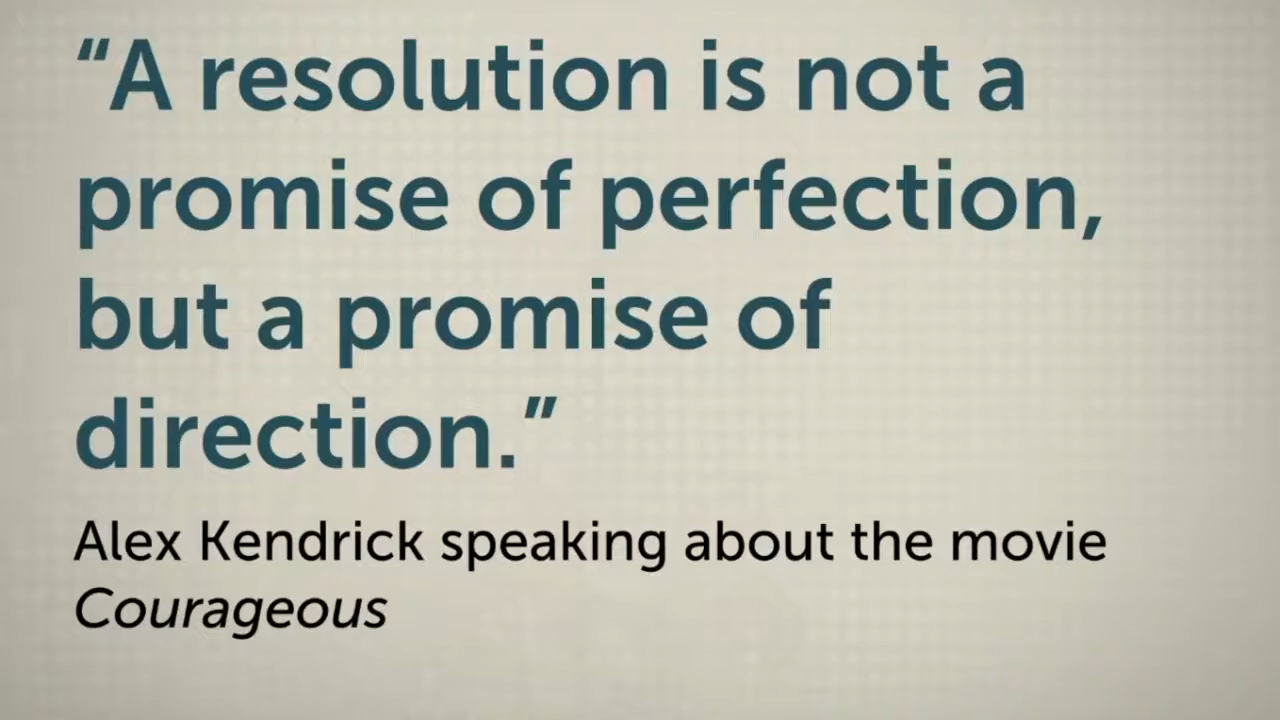 “A resolution is not a
promise of perfection,
but a promise of
direction.”
Alex Kendrick speaking about the movie
Courageous